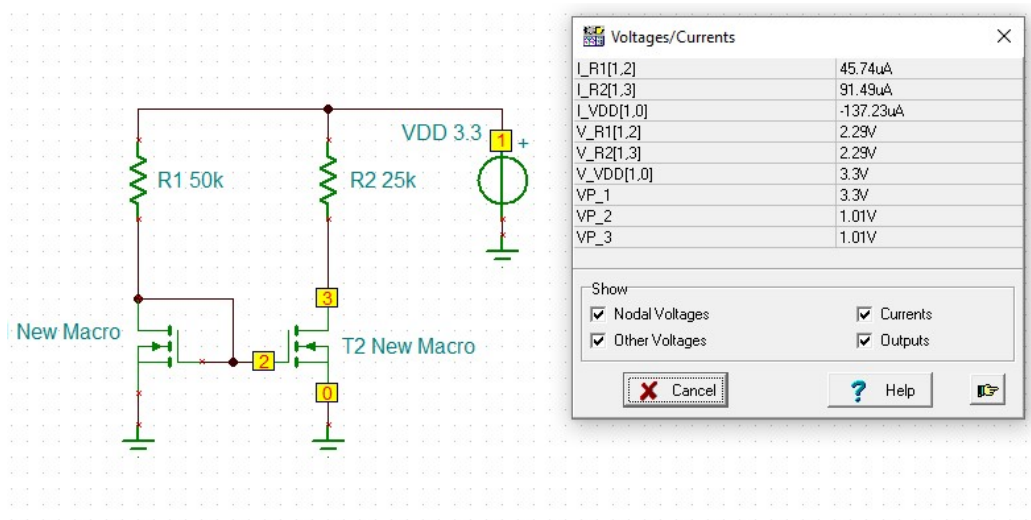 VDD 3.3
1
+
R1 50k
R2 25k
3
New Macro
2
T2 New Macro
0
Voltages/Currents
I_R1[1,2] 45.74uA
I_R2[1,3] 91.49uA
I_VDD[1,0] -137.23uA
V_R1[1,2] 2.29V
V_R2[1,3] 2.29V
V_VDD[1,0] 3.3V
VP_1 3.3V
VP_2 1.01V
VP_3 1.01V
Show
Nodal Voltages
Currents
Other Voltages
Outputs
Cancel
? Help